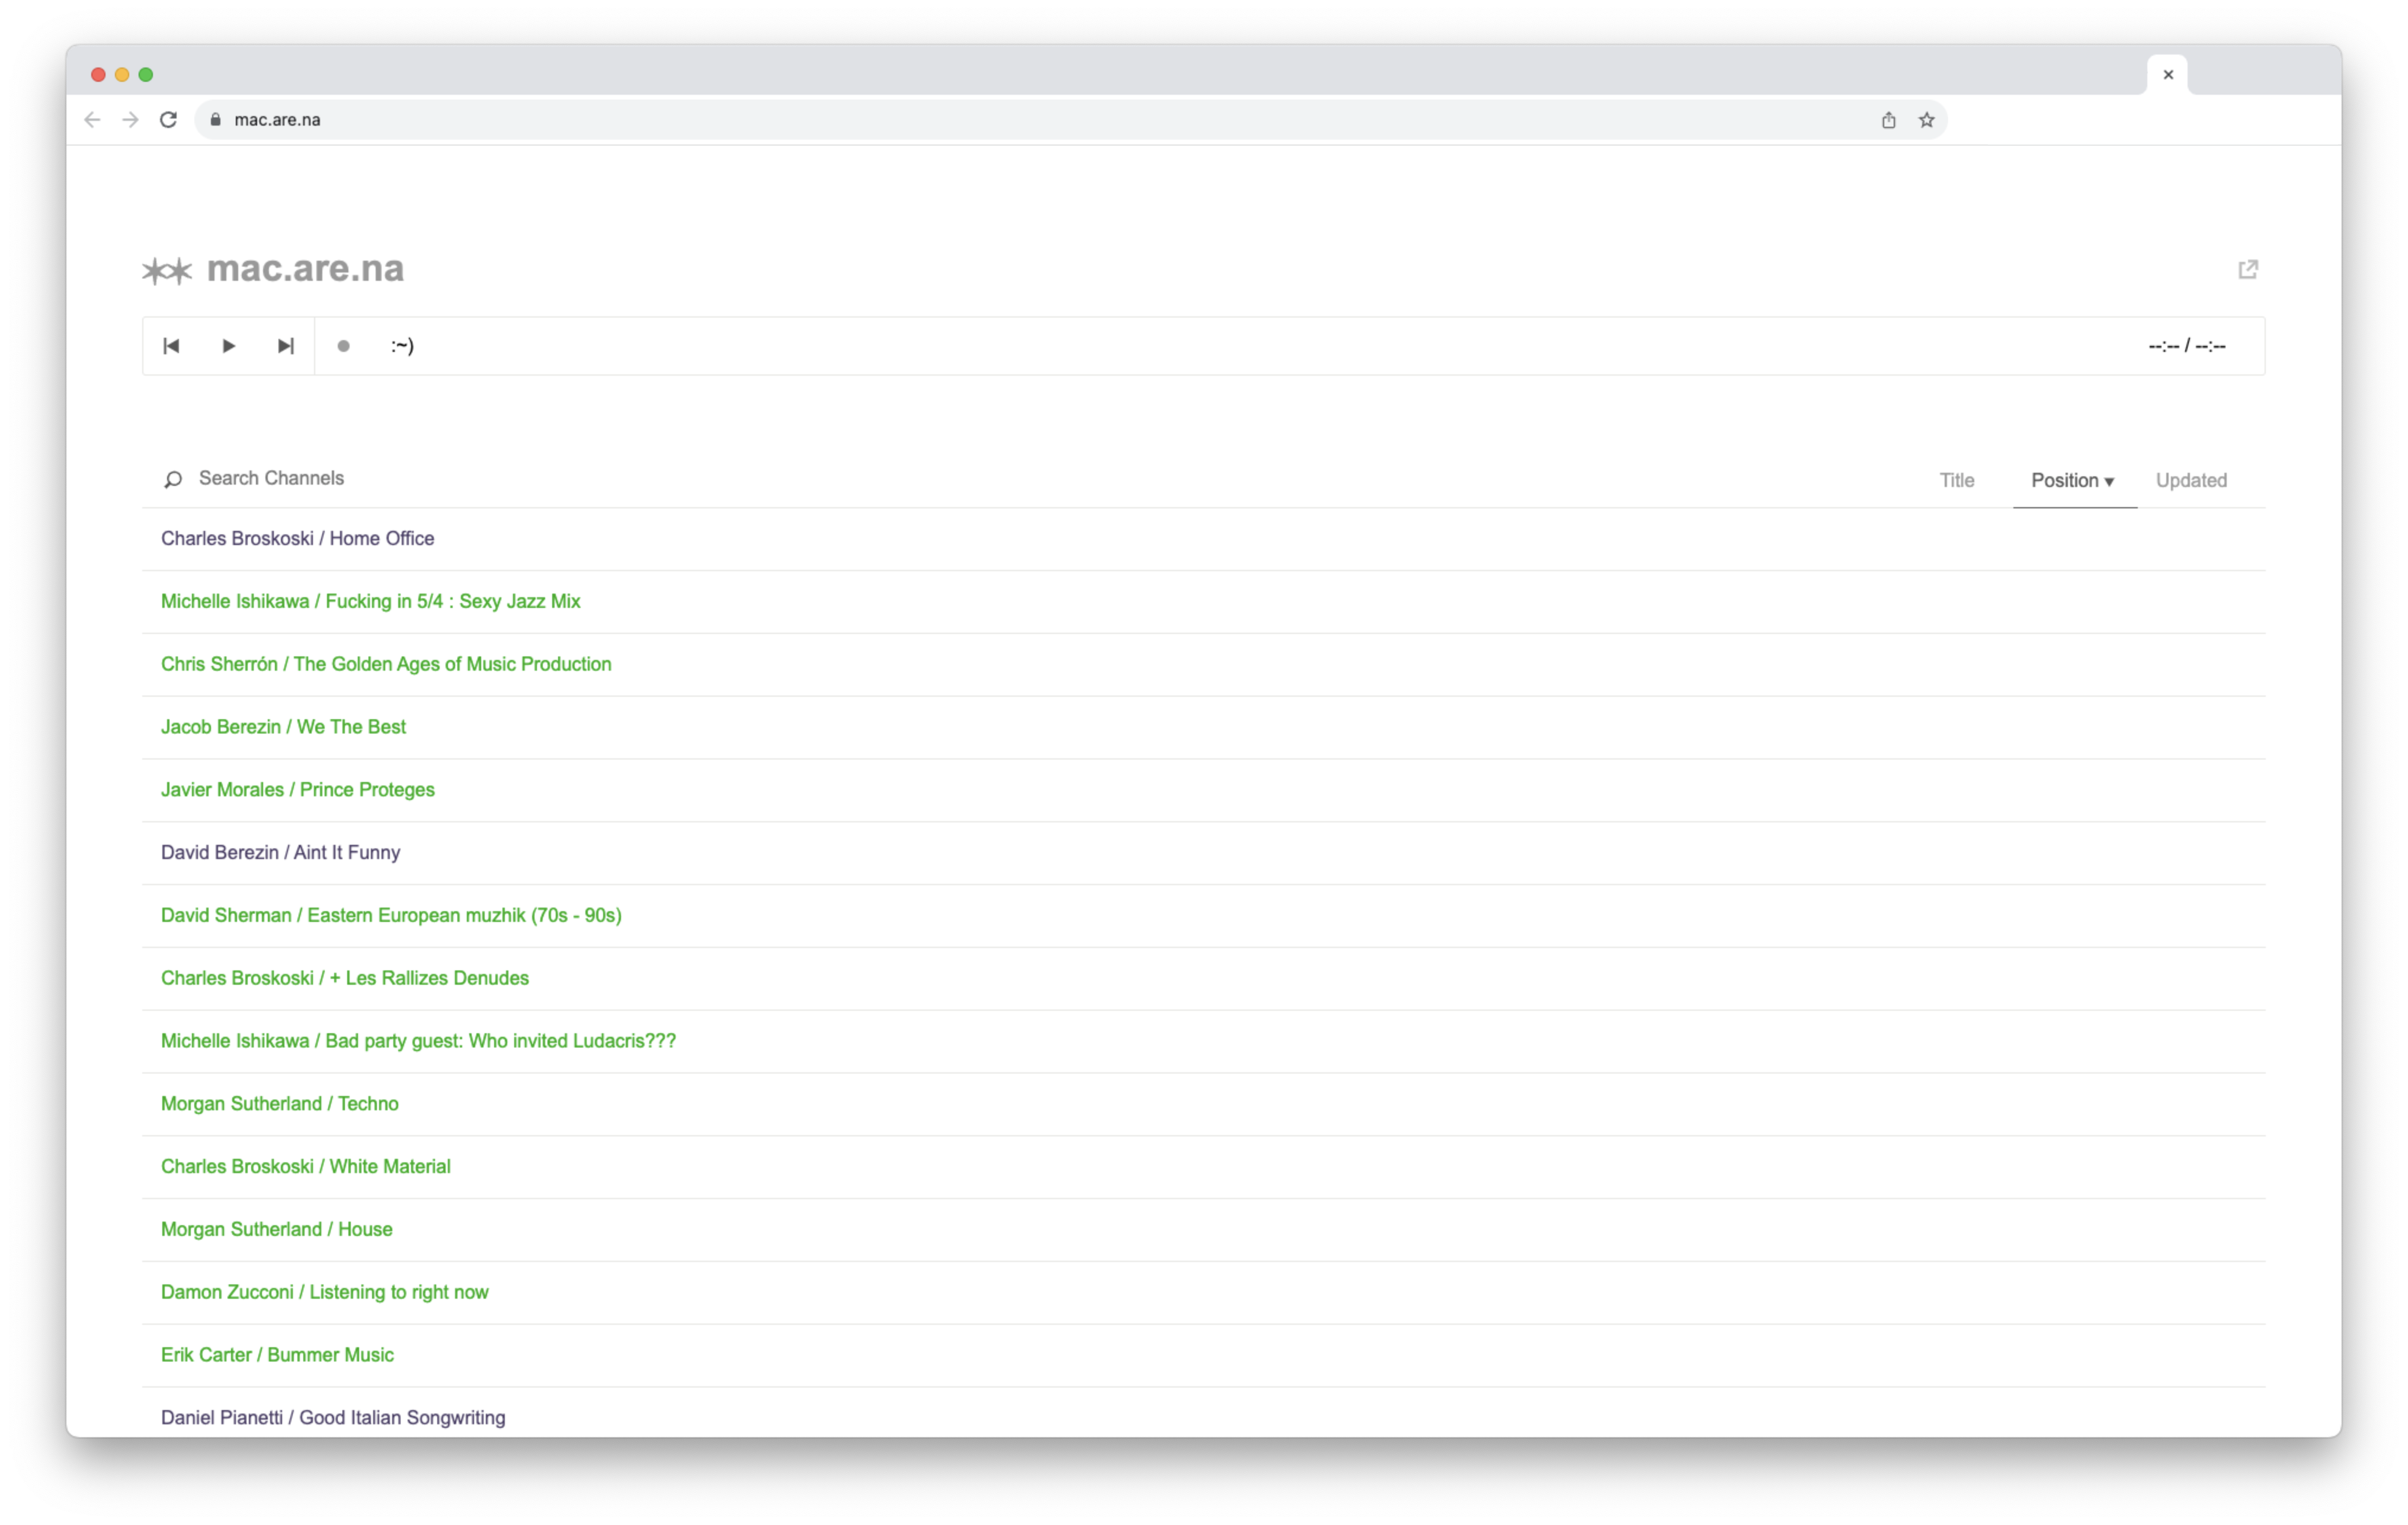 mac.are.na
mac.are.na
:~) --:-- / --:--
Search Channels Title Position ▾ Updated
Charles Broskoski / Home Office
Michelle Ishikawa / Fucking in 5/4 : Sexy Jazz Mix
Chris Sherrón / The Golden Ages of Music Production
Jacob Berezin / We The Best
Javier Morales / Prince Proteges
David Berezin / Aint It Funny
David Sherman / Eastern European muzhik (70s - 90s)
Charles Broskoski / + Les Rallizes Denudes
Michelle Ishikawa / Bad party guest: Who invited Ludacris???
Morgan Sutherland / Techno
Charles Broskoski / White Material
Morgan Sutherland / House
Damon Zucconi / Listening to right now
Erik Carter / Bummer Music
Daniel Pianetti / Good Italian Songwriting